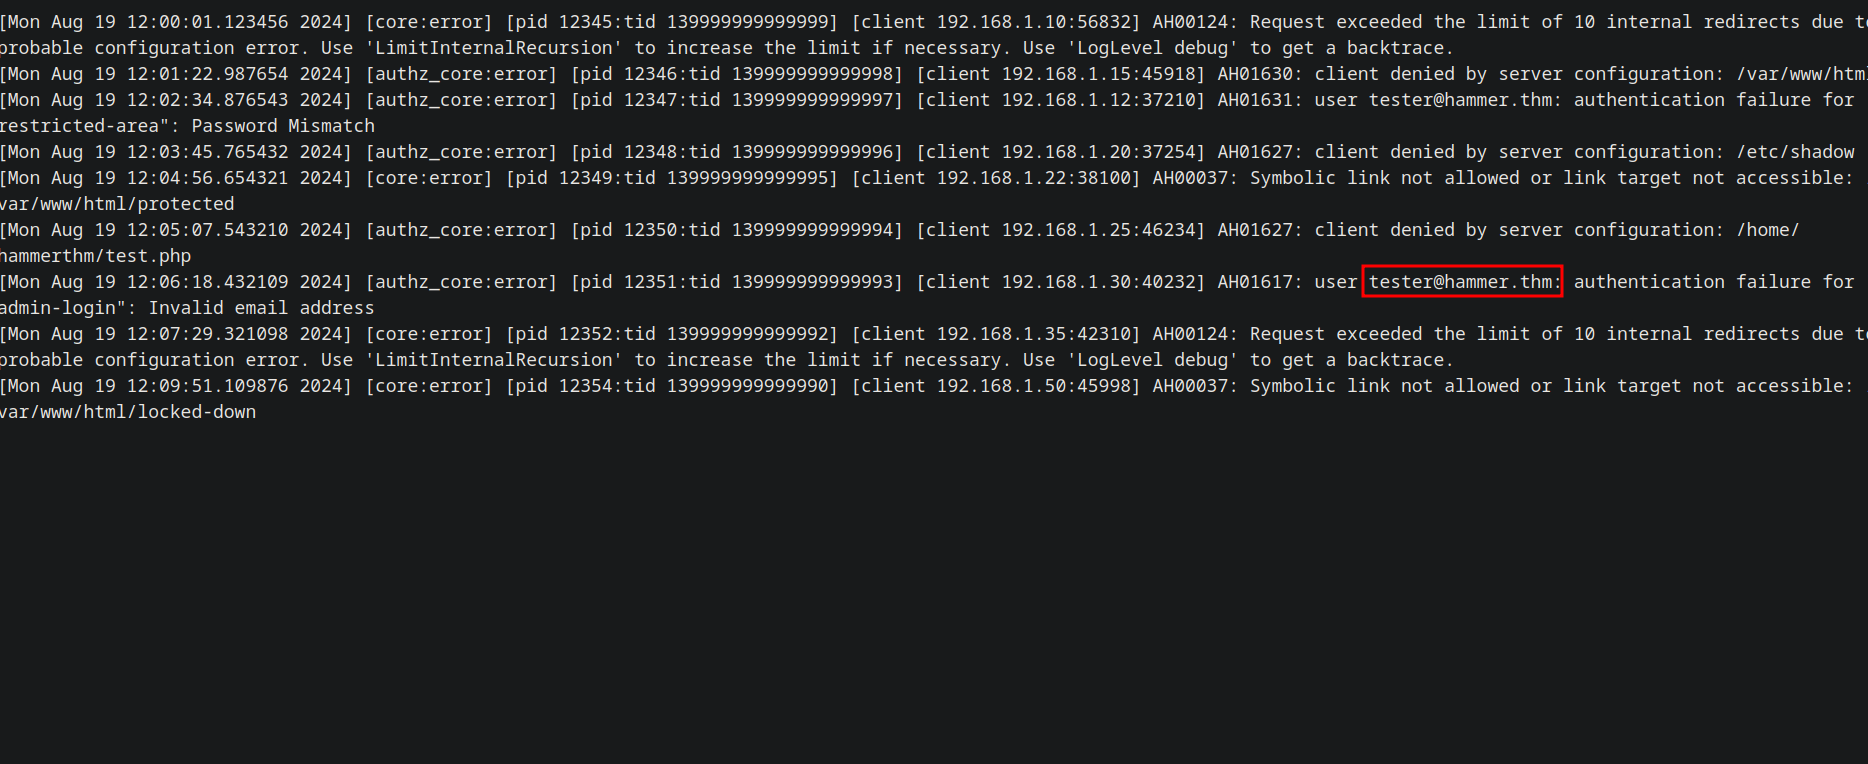 [Mon Aug 19 12:00:01.123456 2024] [core:error] [pid 12345:tid 139999999999999] [client 192.168.1.10:56832] AH00124: Request exceeded the limit of 10 internal redirects due to
probable configuration error. Use 'LimitInternalRecursion' to increase the limit if necessary. Use 'LogLevel debug' to get a backtrace.
[Mon Aug 19 12:01:22.987654 2024] [authz_core:error] [pid 12346:tid 139999999999998] [client 192.168.1.15:45918] AH01630: client denied by server configuration: /var/www/html
[Mon Aug 19 12:02:34.876543 2024] [authz_core:error] [pid 12347:tid 139999999999997] [client 192.168.1.12:37210] AH01631: user tester@hammer.thm: authentication failure for
restricted-area": Password Mismatch
[Mon Aug 19 12:03:45.765432 2024] [authz_core:error] [pid 12348:tid 139999999999996] [client 192.168.1.20:37254] AH01627: client denied by server configuration: /etc/shadow
[Mon Aug 19 12:04:56.654321 2024] [core:error] [pid 12349:tid 139999999999995] [client 192.168.1.22:38100] AH00037: Symbolic link not allowed or link target not accessible:
var/www/html/protected
[Mon Aug 19 12:05:07.543210 2024] [authz_core:error] [pid 12350:tid 139999999999994] [client 192.168.1.25:46234] AH01627: client denied by server configuration: /home/
hammerthm/test.php
[Mon Aug 19 12:06:18.432109 2024] [authz_core:error] [pid 12351:tid 139999999999993] [client 192.168.1.30:40232] AH01617: user tester@hammer.thm: authentication failure for
admin-login": Invalid email address
[Mon Aug 19 12:07:29.321098 2024] [core:error] [pid 12352:tid 139999999999992] [client 192.168.1.35:42310] AH00124: Request exceeded the limit of 10 internal redirects due to
probable configuration error. Use 'LimitInternalRecursion' to increase the limit if necessary. Use 'LogLevel debug' to get a backtrace.
[Mon Aug 19 12:09:51.109876 2024] [core:error] [pid 12354:tid 139999999999990] [client 192.168.1.50:45998] AH00037: Symbolic link not allowed or link target not accessible:
var/www/html/locked-down